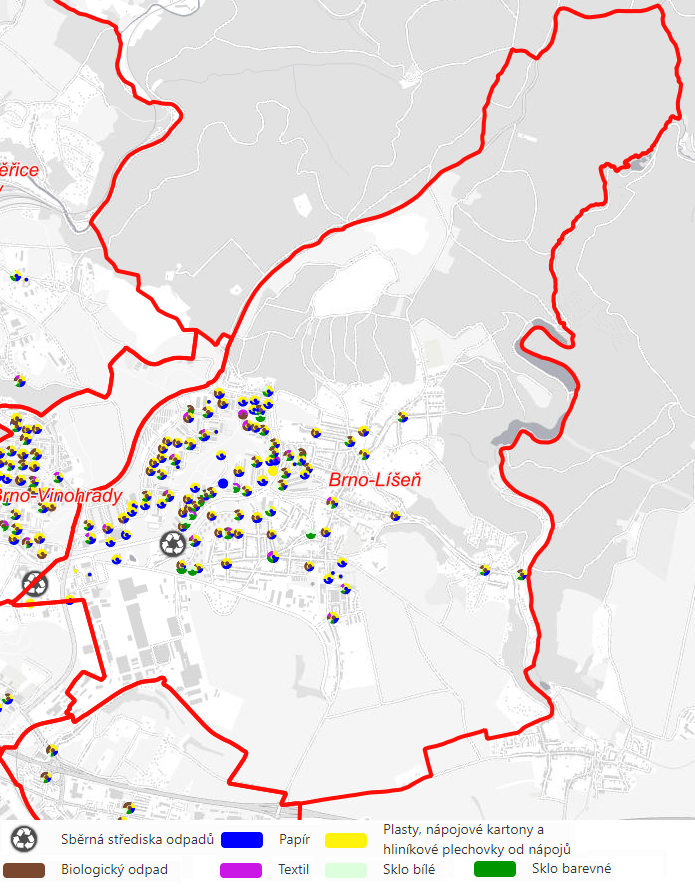 ěřice
Brno-Líšeň
Brno-Vinohrady
Sběrná střediska odpadů
Papír
Plasty, nápojové kartony a
hliníkové plechovky od nápojů
Biologický odpad
Textil
Sklo bílé
Sklo barevné